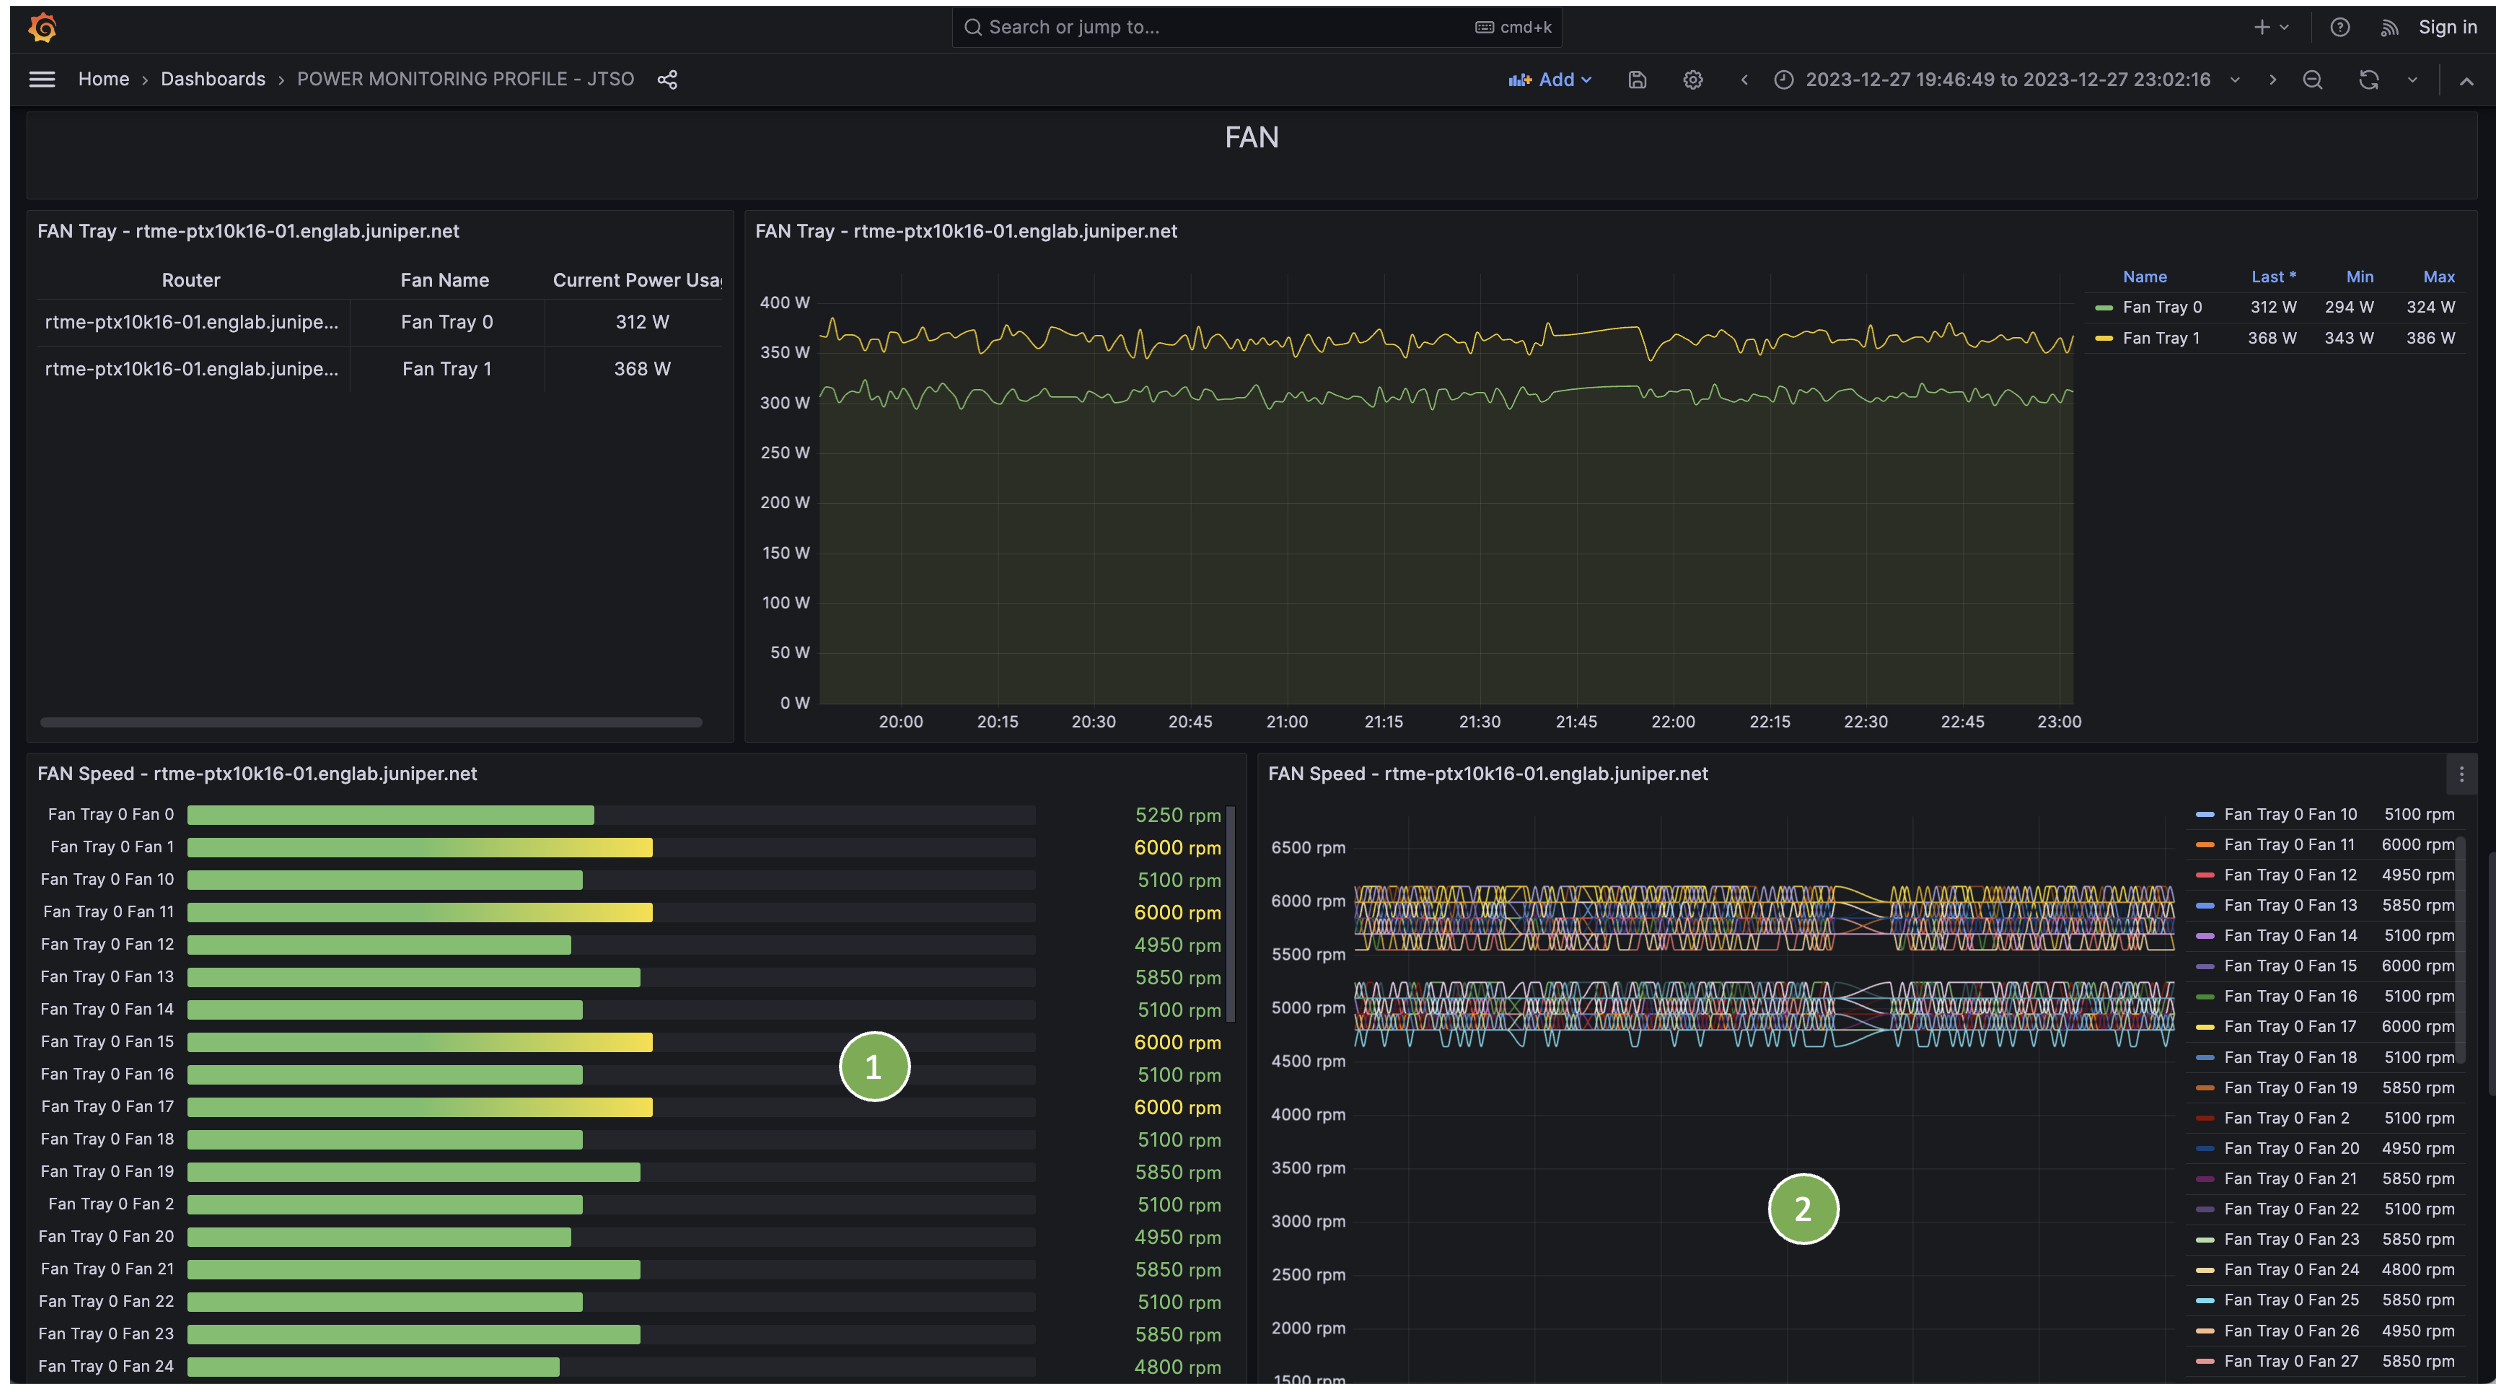 Search or jump to...
cmd+k
Sign in
Home
Dashboards
POWER MONITORING PROFILE - JTSO
Add
2023-12-27 19:46:49 to 2023-12-27 23:02:16
FAN
FAN Tray - rtme-ptx10k16-01.englab.juniper.net
Router Fan Name Current Power Usag
rtme-ptx10k16-01.englab.junipe... Fan Tray 0 312 W
rtme-ptx10k16-01.englab.junipe... Fan Tray 1 368 W
FAN Tray - rtme-ptx10k16-01.englab.juniper.net
400 W
350 W
300 W
250 W
200 W
150 W
100 W
50 W
0 W
20:00 20:15 20:30 20:45 21:00 21:15 21:30 21:45 22:00 22:15 22:30 22:45 23:00
Name Last * Min Max
Fan Tray 0 312 W 294 W 324 W
Fan Tray 1 368 W 343 W 386 W
FAN Speed - rtme-ptx10k16-01.englab.juniper.net
Fan Tray 0 Fan 0 5250 rpm
Fan Tray 0 Fan 1 6000 rpm
Fan Tray 0 Fan 10 5100 rpm
Fan Tray 0 Fan 11 6000 rpm
Fan Tray 0 Fan 12 4950 rpm
Fan Tray 0 Fan 13 5850 rpm
Fan Tray 0 Fan 14 5100 rpm
Fan Tray 0 Fan 15 6000 rpm
Fan Tray 0 Fan 16 5100 rpm
Fan Tray 0 Fan 17 6000 rpm
Fan Tray 0 Fan 18 5100 rpm
Fan Tray 0 Fan 19 5850 rpm
Fan Tray 0 Fan 2 5100 rpm
Fan Tray 0 Fan 20 4950 rpm
Fan Tray 0 Fan 21 5850 rpm
Fan Tray 0 Fan 22 5100 rpm
Fan Tray 0 Fan 23 5850 rpm
Fan Tray 0 Fan 24 4800 rpm
1
FAN Speed - rtme-ptx10k16-01.englab.juniper.net
6500 rpm
6000 rpm
5500 rpm
5000 rpm
4500 rpm
4000 rpm
3500 rpm
3000 rpm
2500 rpm
2000 rpm
1500 rpm
2
Fan Tray 0 Fan 10 5100 rpm
Fan Tray 0 Fan 11 6000 rpm
Fan Tray 0 Fan 12 4950 rpm
Fan Tray 0 Fan 13 5850 rpm
Fan Tray 0 Fan 14 5100 rpm
Fan Tray 0 Fan 15 6000 rpm
Fan Tray 0 Fan 16 5100 rpm
Fan Tray 0 Fan 17 6000 rpm
Fan Tray 0 Fan 18 5100 rpm
Fan Tray 0 Fan 19 5850 rpm
Fan Tray 0 Fan 2 5100 rpm
Fan Tray 0 Fan 20 4950 rpm
Fan Tray 0 Fan 21 5850 rpm
Fan Tray 0 Fan 22 5100 rpm
Fan Tray 0 Fan 23 5850 rpm
Fan Tray 0 Fan 24 4800 rpm
Fan Tray 0 Fan 25 5850 rpm
Fan Tray 0 Fan 26 4950 rpm
Fan Tray 0 Fan 27 5850 rpm